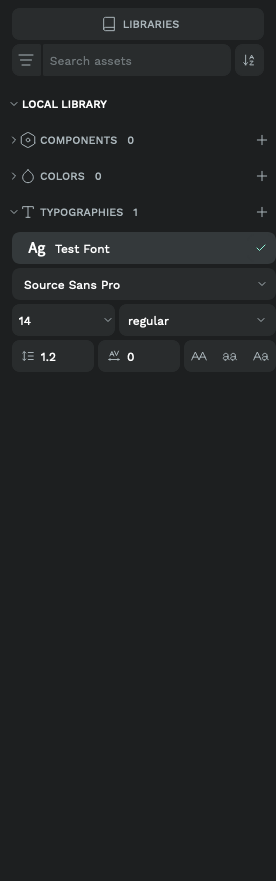 LIBRARIES
Search assets
LOCAL LIBRARY
COMPONENTS 0
COLORS 0
TYPOGRAPHIES 1
Ag Test Font
Source Sans Pro
14 regular
1.2 AV 0 AA aa Aa